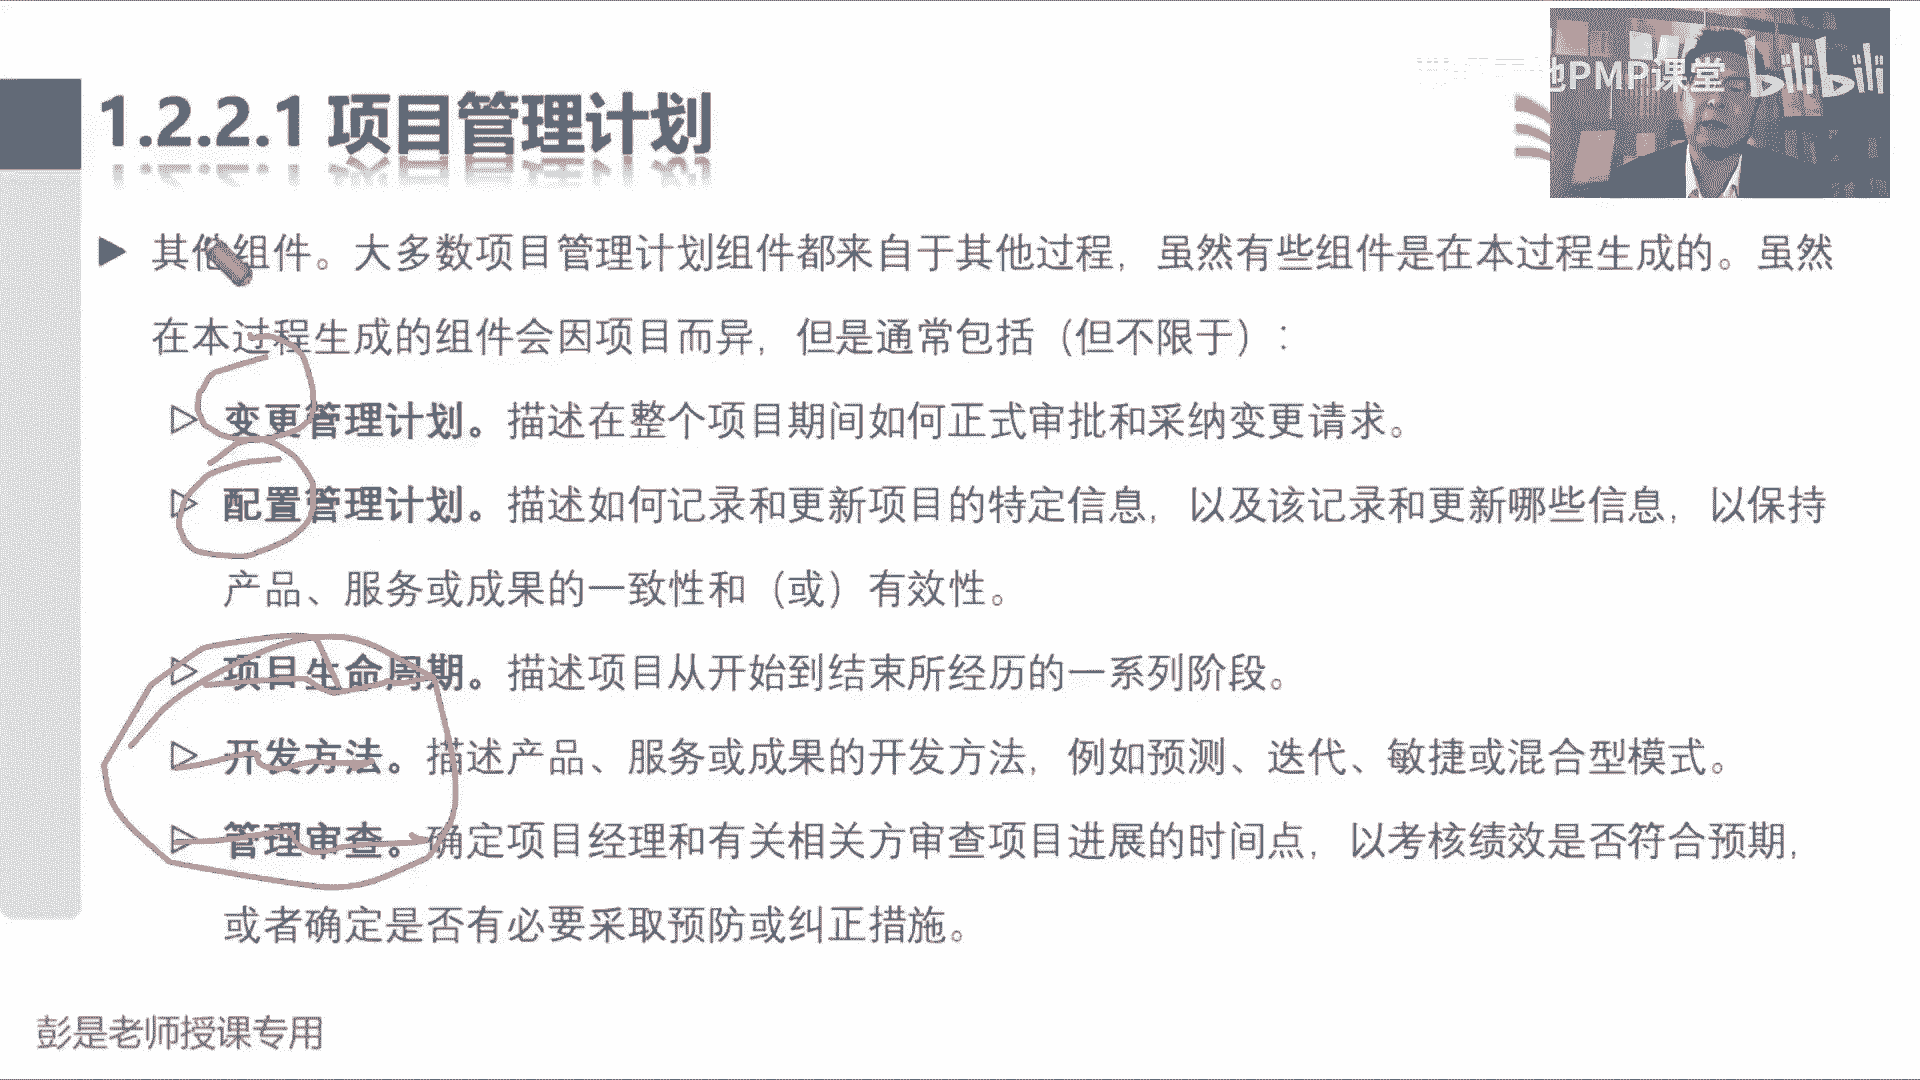 PMP课堂
bilibili
1.2.2.1 项目管理计划
其他组件。大多数项目管理计划组件都来自于其他过程，虽然有些组件是在本过程生成的。虽然
在本过程生成的组件会因项目而异，但是通常包括（但不限于）：
变更管理计划。描述在整个项目期间如何正式审批和采纳变更请求。
配置管理计划。描述如何记录和更新项目的特定信息，以及该记录和更新哪些信息，以保持
产品、服务或成果的一致性和（或）有效性。
项目生命周期。描述项目从开始到结束所经历的一系列阶段。
开发方法。描述产品、服务或成果的开发方法，例如预测、迭代、敏捷或混合型模式。
管理审查。确定项目经理和有关相关方审查项目进展的时间点，以考核绩效是否符合预期，
或者确定是否有必要采取预防或纠正措施。
彭是老师授课专用